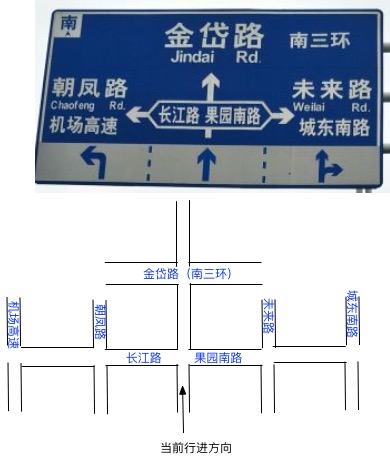 南
金岱路 南三环
Jindai Rd.
朝凤路 未来路
Chaofeng Rd. Weilai Rd.
长江路 果园南路
机场高速 城东南路
金岱路（南三环）
机场高速
朝凤路
未来路
城东南路
长江路 果园南路
当前行进方向